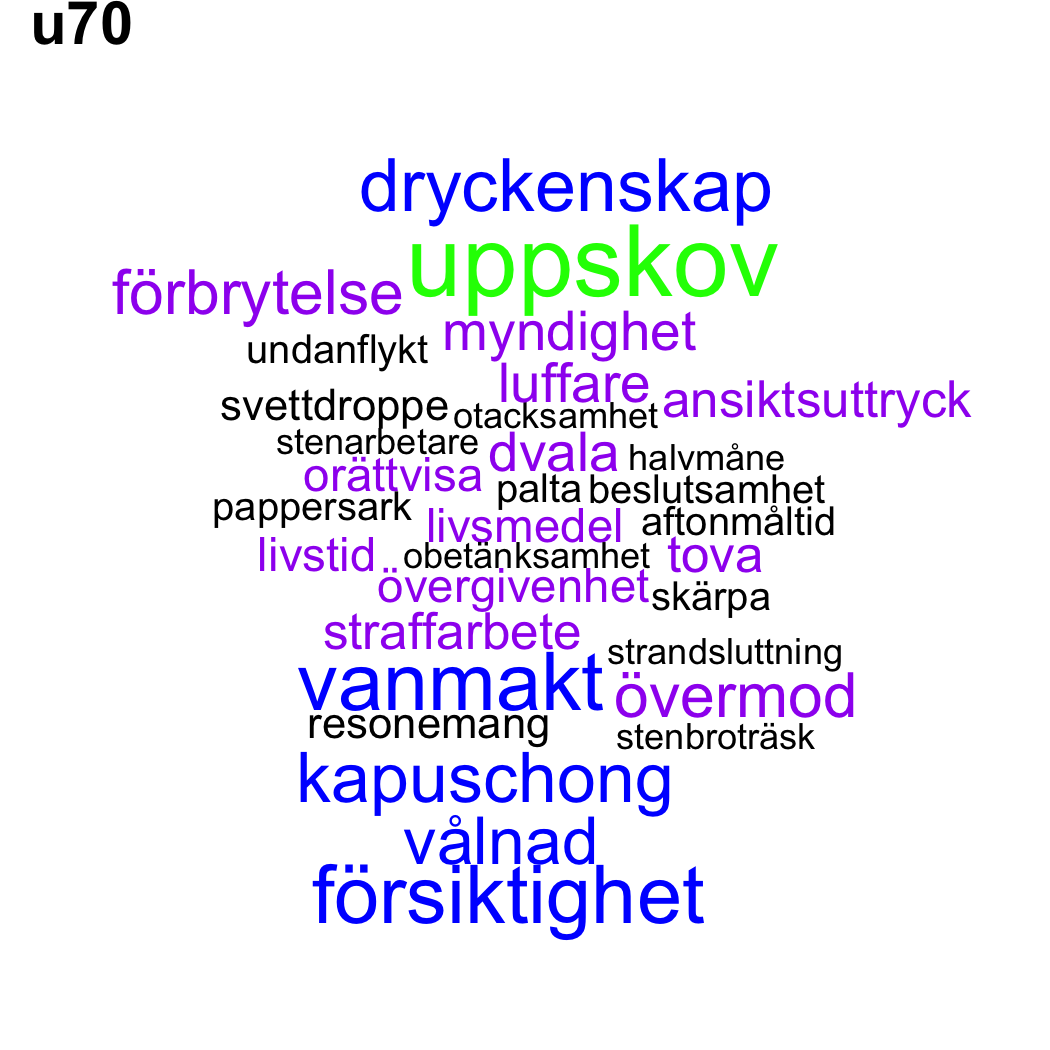 u70
dryckenskap
uppskov
förbrytelse
myndighet
undanflykt
luffare
ansiktsuttryck
svettdroppe
otacksamhet
stenarbetare
dvala
halvmåne
orättvisa
palta
beslutsamhet
pappersark
livsmedel
aftonmåltid
livstid
obetänksamhet
tova
övergivenhet
skärpa
straffarbete
strandsluttning
vanmakt
övermod
resonemang
stenbroträsk
kapuschong
vålnad
försiktighet